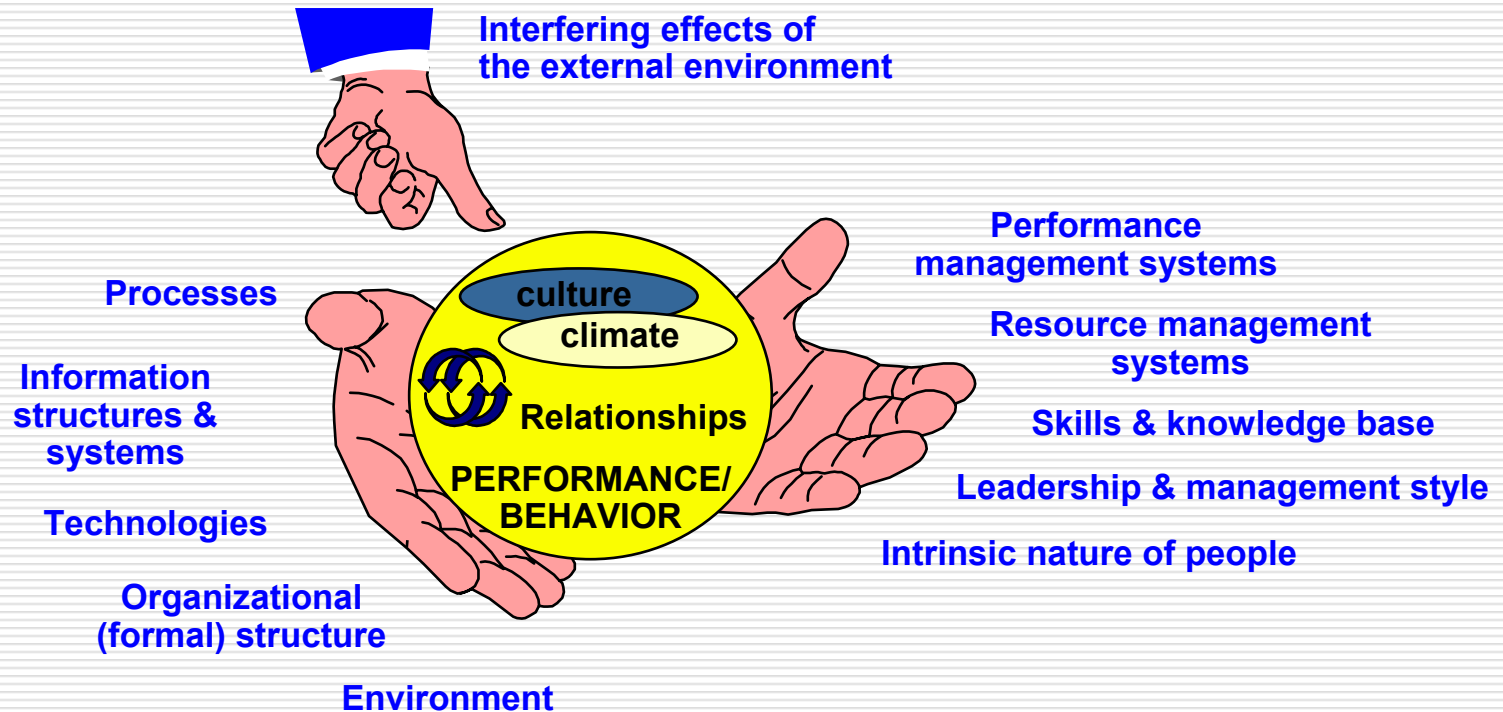 Interfering effects of
the external environment
Processes
Information
structures &
systems
Technologies
Organizational
(formal) structure
Environment
culture
climate
Relationships
PERFORMANCE/
BEHAVIOR
Performance
management systems
Resource management
systems
Skills & knowledge base
Leadership & management style
Intrinsic nature of people